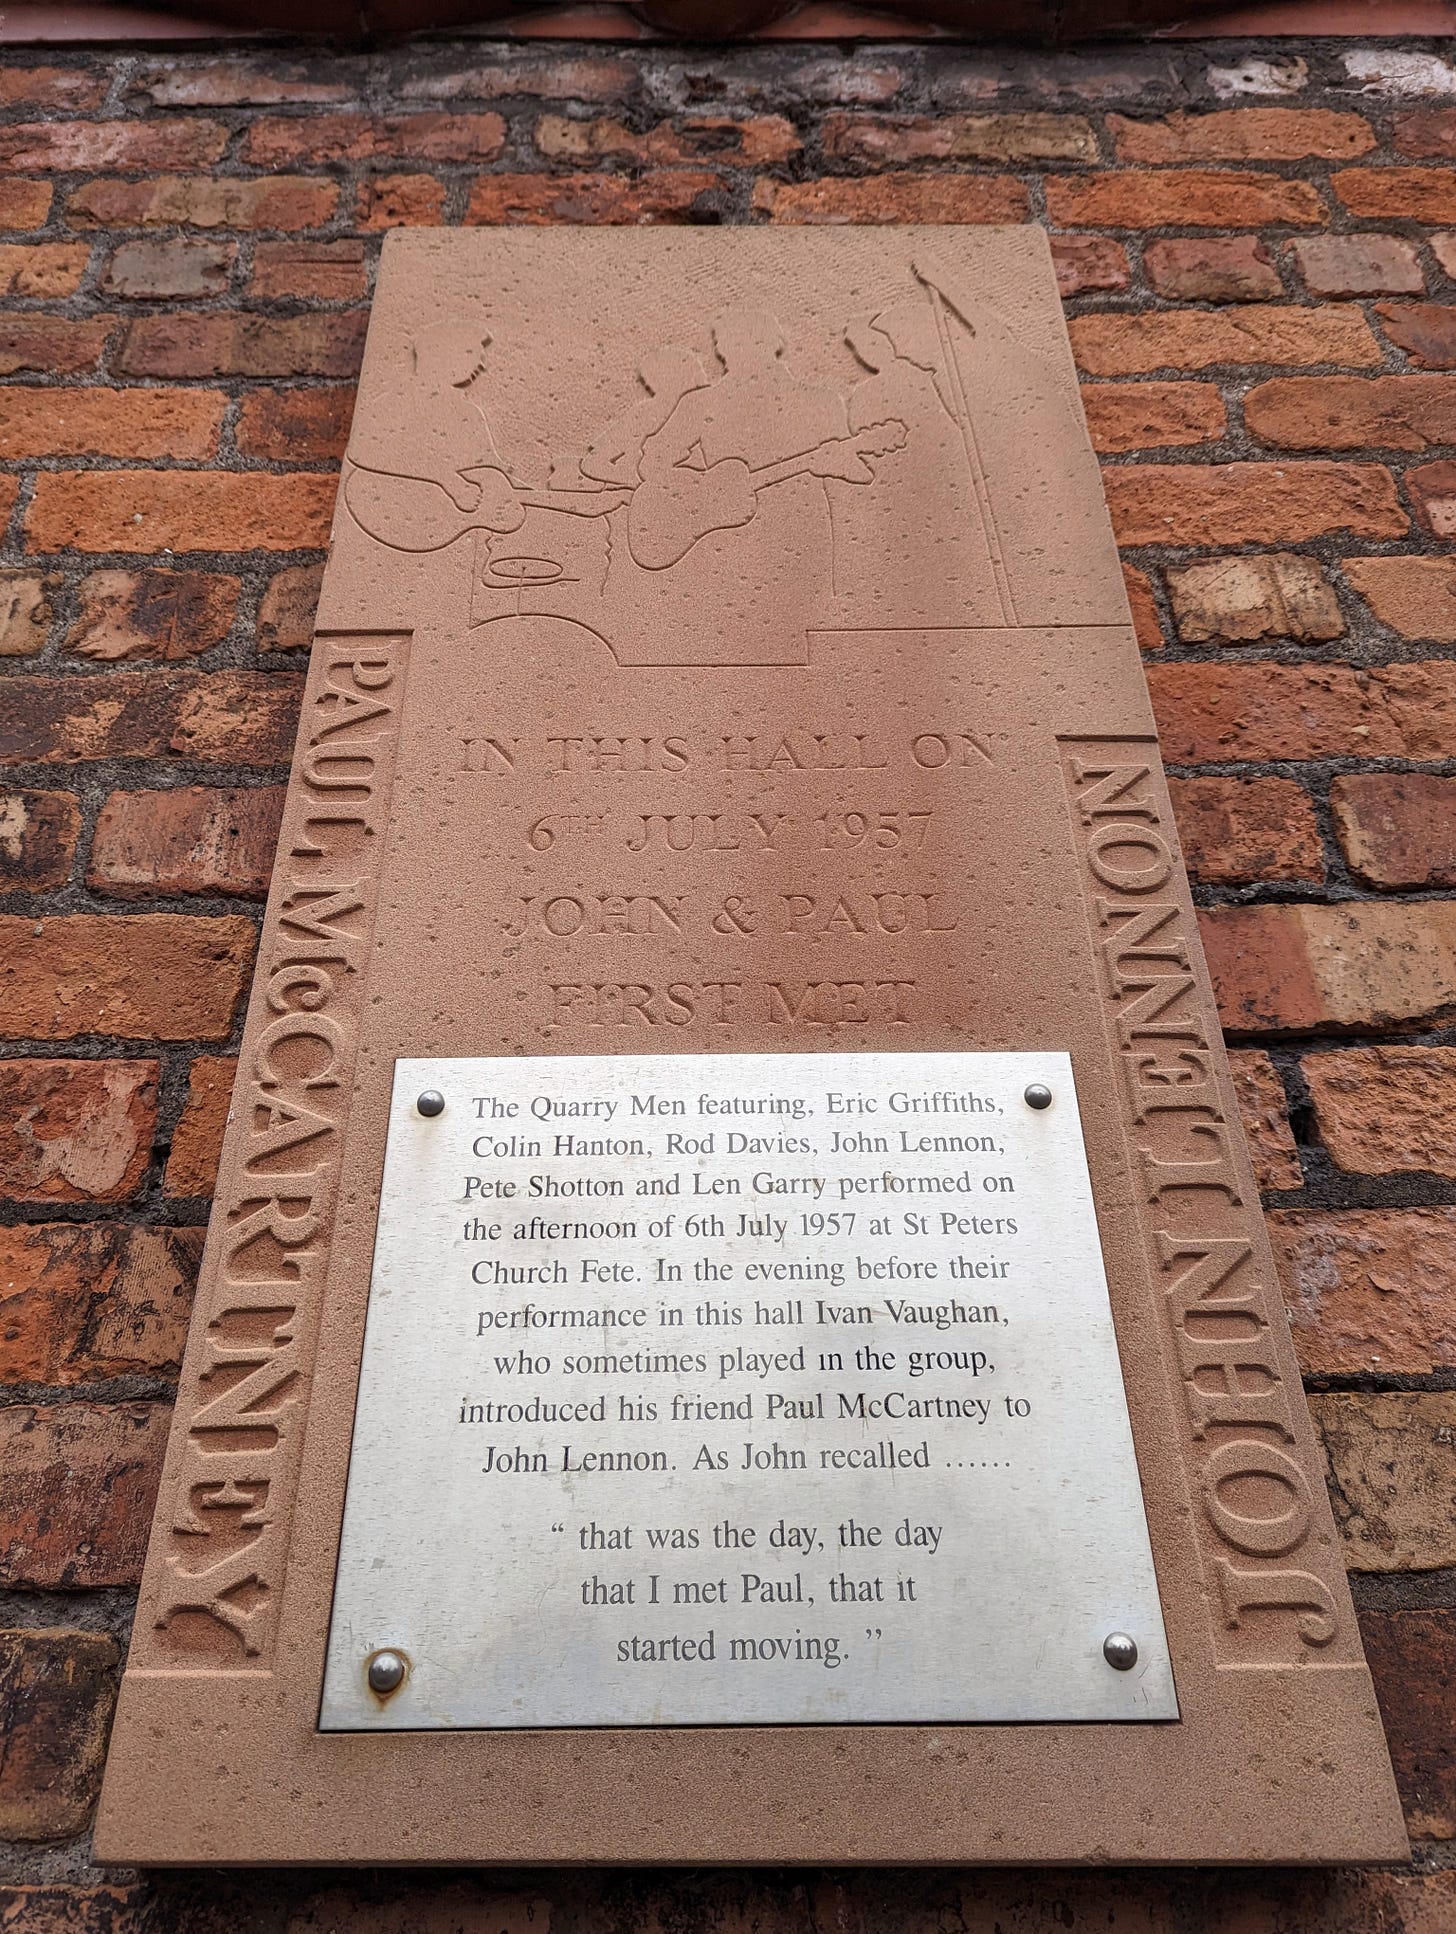 IN THIS HALL ON
6TH JULY 1957
JOHN & PAUL
FIRST MET
PAUL McCARTNEY
JOHN LENNON
The Quarry Men featuring, Eric Griffiths,
Colin Hanton, Rod Davies, John Lennon,
Pete Shotton and Len Garry performed on
the afternoon of 6th July 1957 at St Peters
Church Fete. In the evening before their
performance in this hall Ivan Vaughan,
who sometimes played in the group,
introduced his friend Paul McCartney to
John Lennon. As John recalled ......
“ that was the day, the day
that I met Paul, that it
started moving. ”